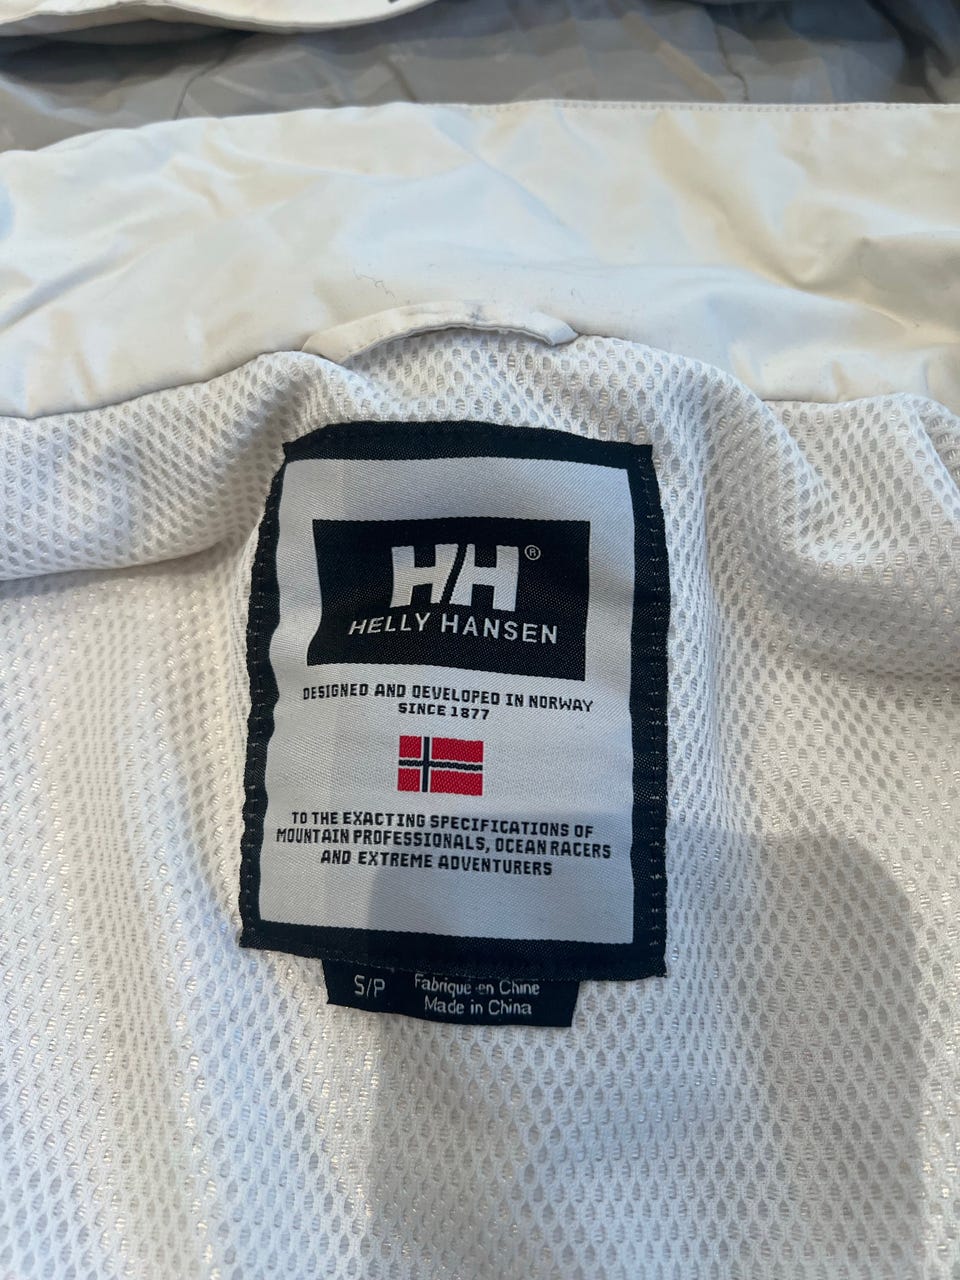 HH®
HELLY HANSEN
DESIGNED AND DEVELOPED IN NORWAY
SINCE 1877
TO THE EXACTING SPECIFICATIONS OF
MOUNTAIN PROFESSIONALS, OCEAN RACERS
AND EXTREME ADVENTURERS
S/P
Fabriqué en Chine
Made in China